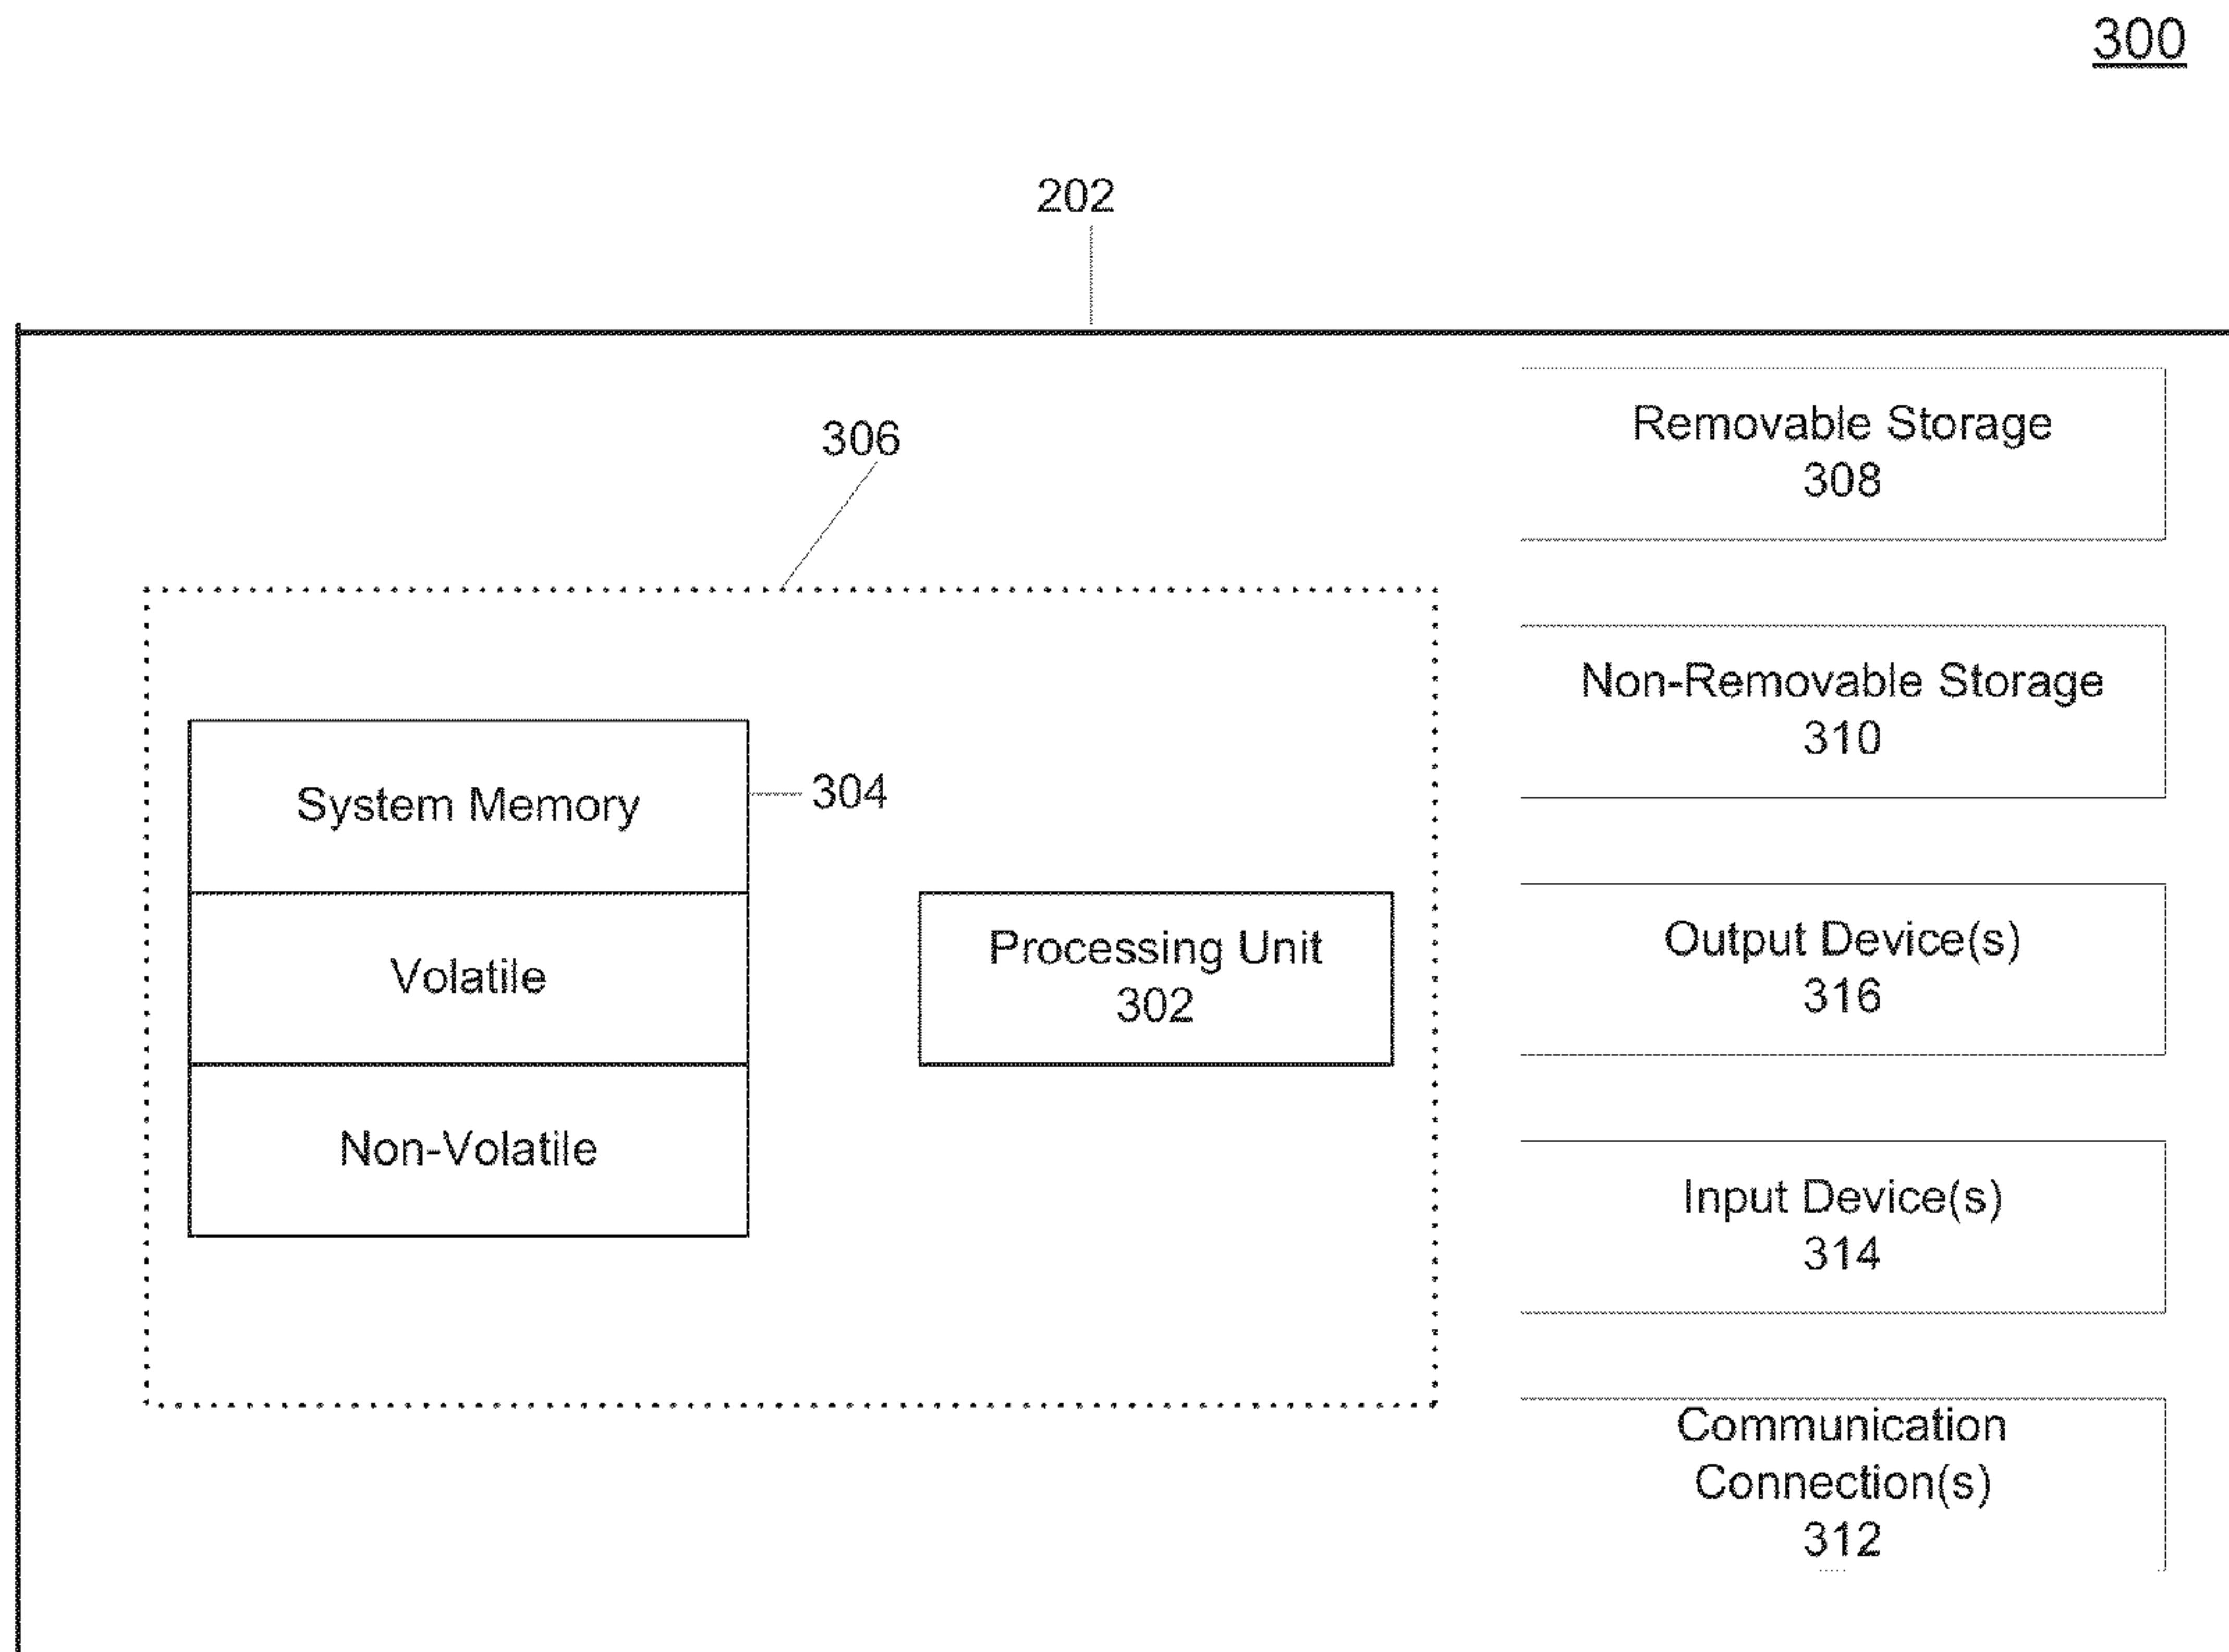 300
202
306
System Memory
304
Volatile
Non-Volatile
Processing Unit
302
Removable Storage
308
Non-Removable Storage
310
Output Device(s)
316
Input Device(s)
314
Communication
Connection(s)
312